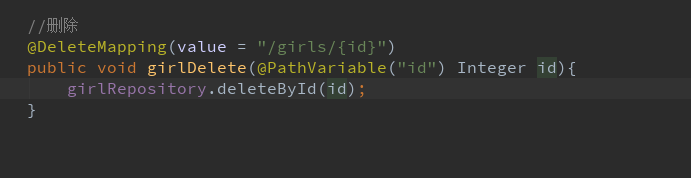 //删除
@DeleteMapping(value = "/girls/{id}")
public void girlDelete(@PathVariable("id") Integer id){
    girlRepository.deleteById(id);
}